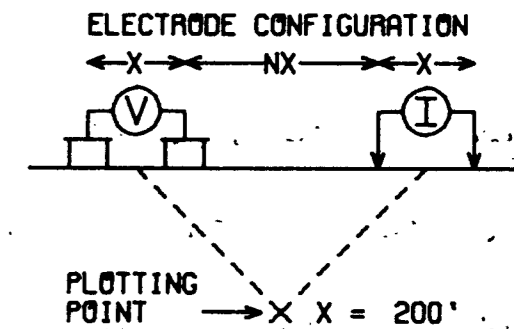 ELECTRODE CONFIGURATION
X NX X
V I
PLOTTING
POINT X X = 200'